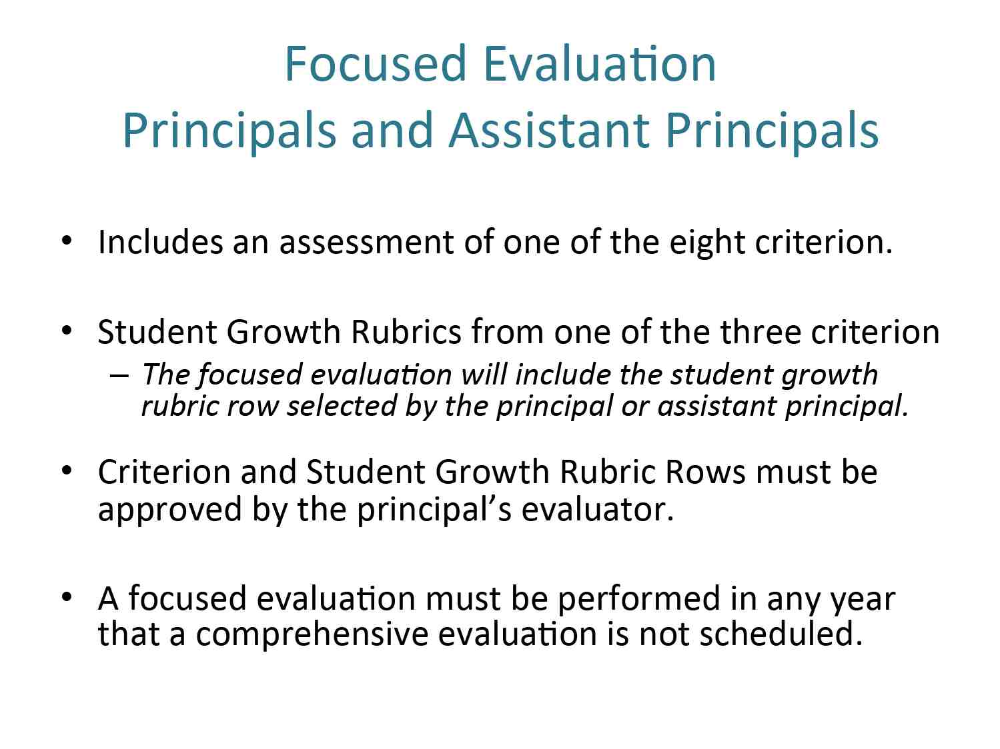 Focused Evaluation
Principals and Assistant Principals
• Includes an assessment of one of the eight criterion.
• Student Growth Rubrics from one of the three criterion
– The focused evaluation will include the student growth
rubric row selected by the principal or assistant principal.
• Criterion and Student Growth Rubric Rows must be
approved by the principal’s evaluator.
• A focused evaluation must be performed in any year
that a comprehensive evaluation is not scheduled.